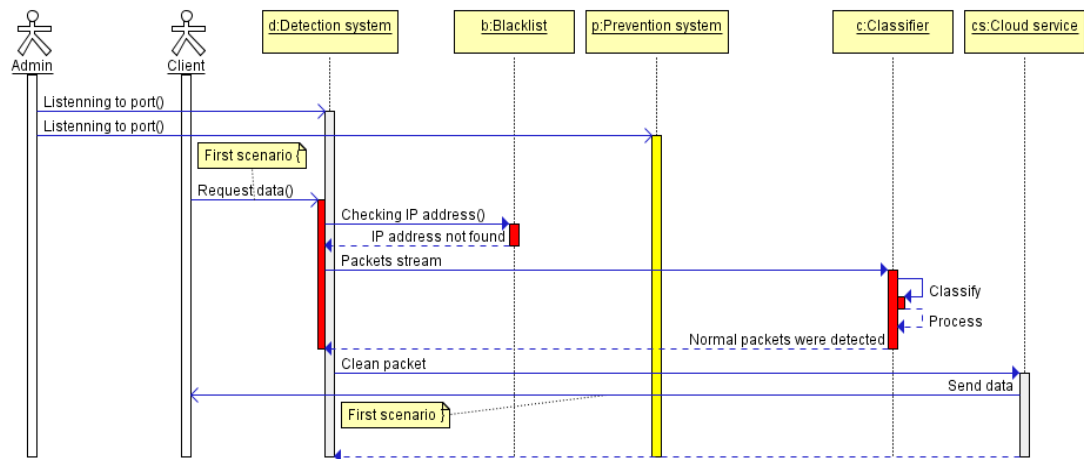 d:Detection system
b:Blacklist
p:Prevention system
c:Classifier
cs:Cloud service
Admin
Client
Listenning to port()
Listenning to port()
First scenario {
Request data()
Checking IP address()
IP address not found
Packets stream
Classify
Process
Normal packets were detected
Clean packet
Send data
First scenario }